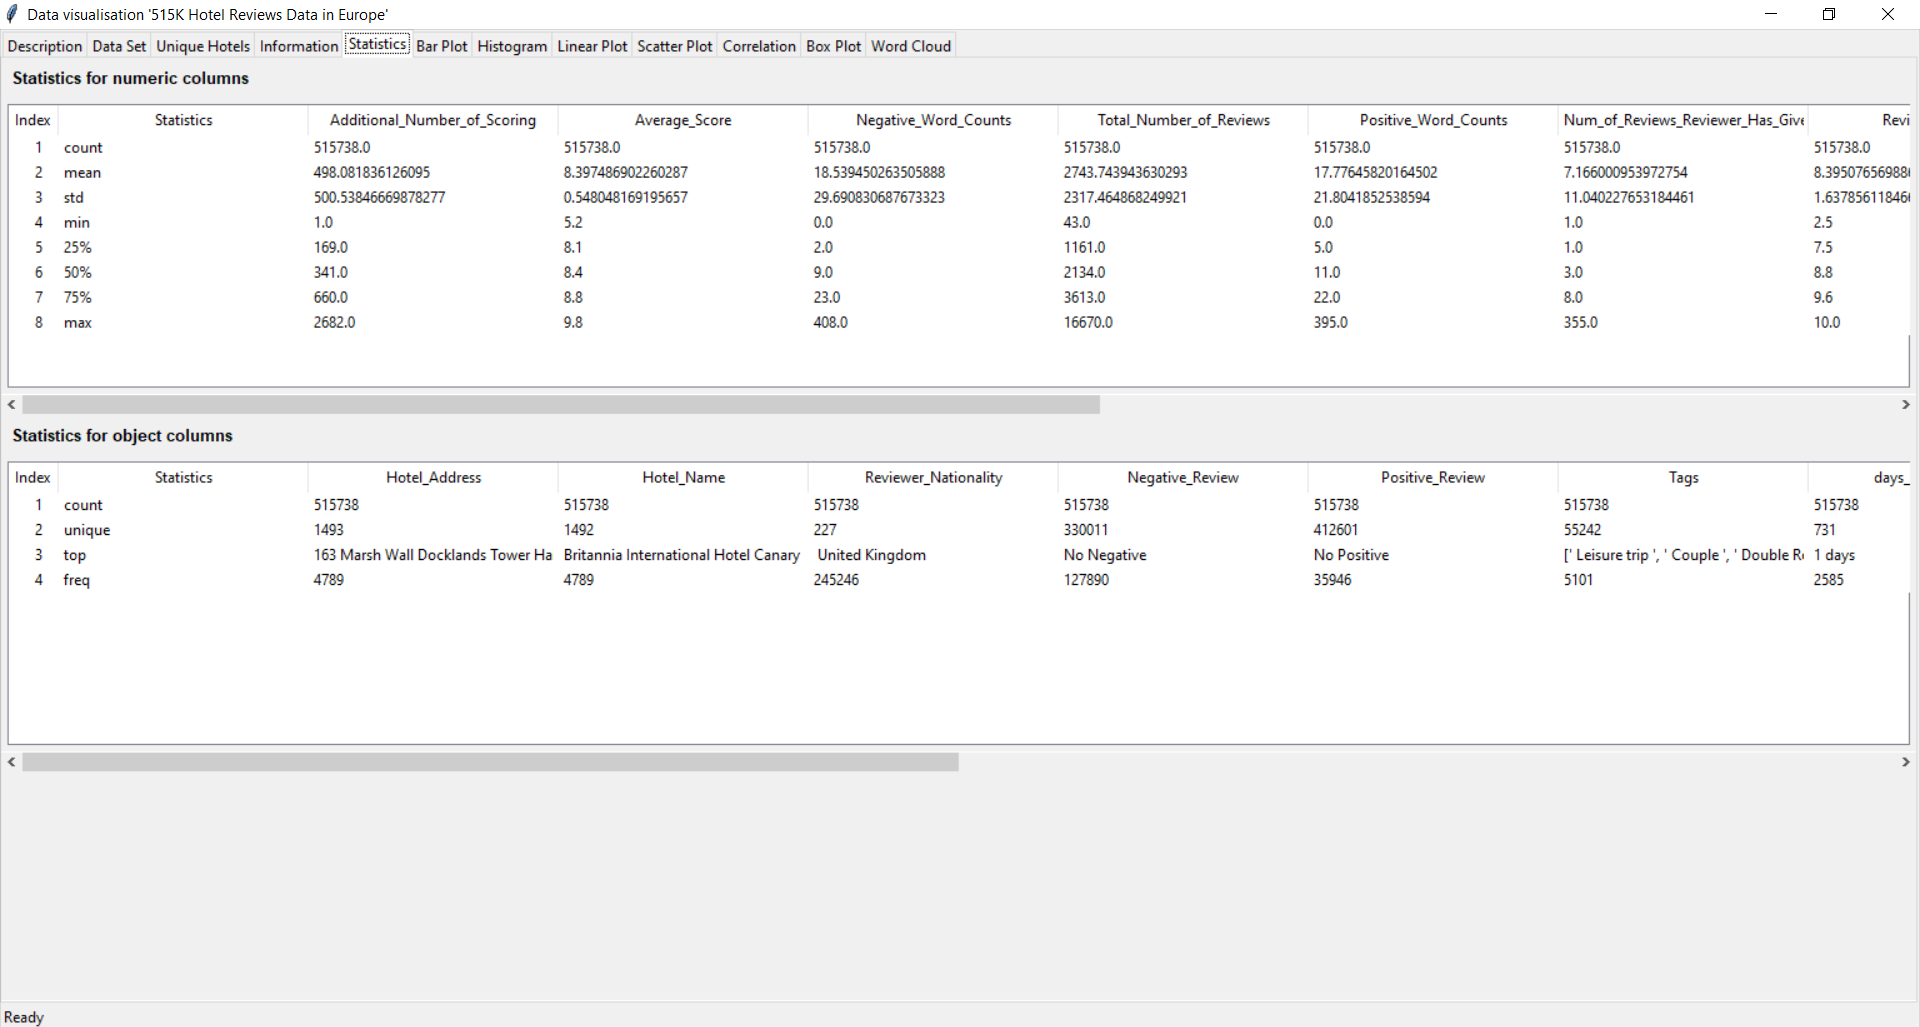 Data visualisation '515K Hotel Reviews Data in Europe'
Description Data Set Unique Hotels Information Statistics Bar Plot Histogram Linear Plot Scatter Plot Correlation Box Plot Word Cloud
Statistics for numeric columns
Index Statistics Additional_Number_of_Scoring Average_Score Negative_Word_Counts Total_Number_of_Reviews Positive_Word_Counts Num_of_Reviews_Reviewer_Has_Give Revi
1 count 515738.0 515738.0 515738.0 515738.0 515738.0 515738.0 515738.0
2 mean 498.081836126095 8.397486902260287 18.539450263505888 2743.743943630293 17.77645820164502 7.166000953972754 8.39507656988
3 std 500.53846669878277 0.548048169195657 29.690830687673323 2317.464868249921 21.8041852538594 11.040227653184461 1.6378561184
4 min 1.0 5.2 0.0 43.0 0.0 1.0 2.5
5 25% 169.0 8.1 2.0 1161.0 5.0 1.0 7.5
6 50% 341.0 8.4 9.0 2134.0 11.0 3.0 8.8
7 75% 660.0 8.8 23.0 3613.0 22.0 8.0 9.6
8 max 2682.0 9.8 408.0 16670.0 395.0 355.0 10.0
Statistics for object columns
Index Statistics Hotel_Address Hotel_Name Reviewer_Nationality Negative_Review Positive_Review Tags days_
1 count 515738 515738 515738 515738 515738 515738 515738
2 unique 1493 1492 227 330011 412601 55242 731
3 top 163 Marsh Wall Docklands Tower Ha Britannia International Hotel Canary United Kingdom No Negative No Positive [' Leisure trip ', ' Couple ', ' Double R 1 days
4 freq 4789 4789 245246 127890 35946 5101 2585
Ready